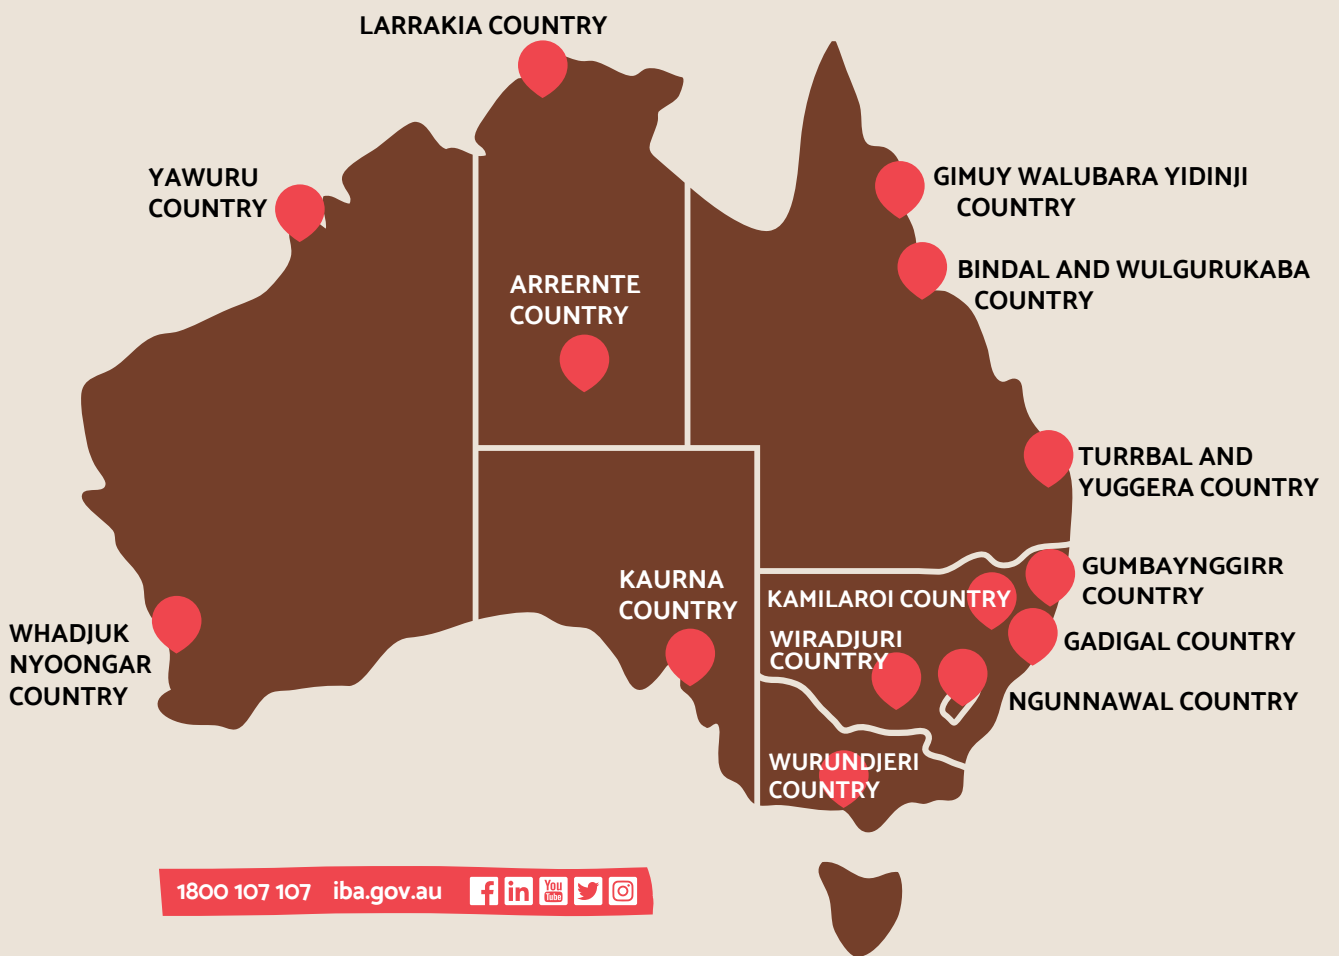 LARRAKIA COUNTRY
YAWURU
COUNTRY
GIMUY WALUBARA YIDINJI
COUNTRY
BINDAL AND WULGURUKABA
COUNTRY
ARRERNTE
COUNTRY
TURRBAL AND
YUGGERA COUNTRY
GUMBAYNGGIRR
COUNTRY
KAURNA
COUNTRY
KAMILAROI COUNTRY
WIRADJURI
COUNTRY
GADIGAL COUNTRY
WHADJUK
NYOONGAR
COUNTRY
NGUNNAWAL COUNTRY
WURUNDJERI
COUNTRY
1800 107 107 iba.gov.au f in You Tube